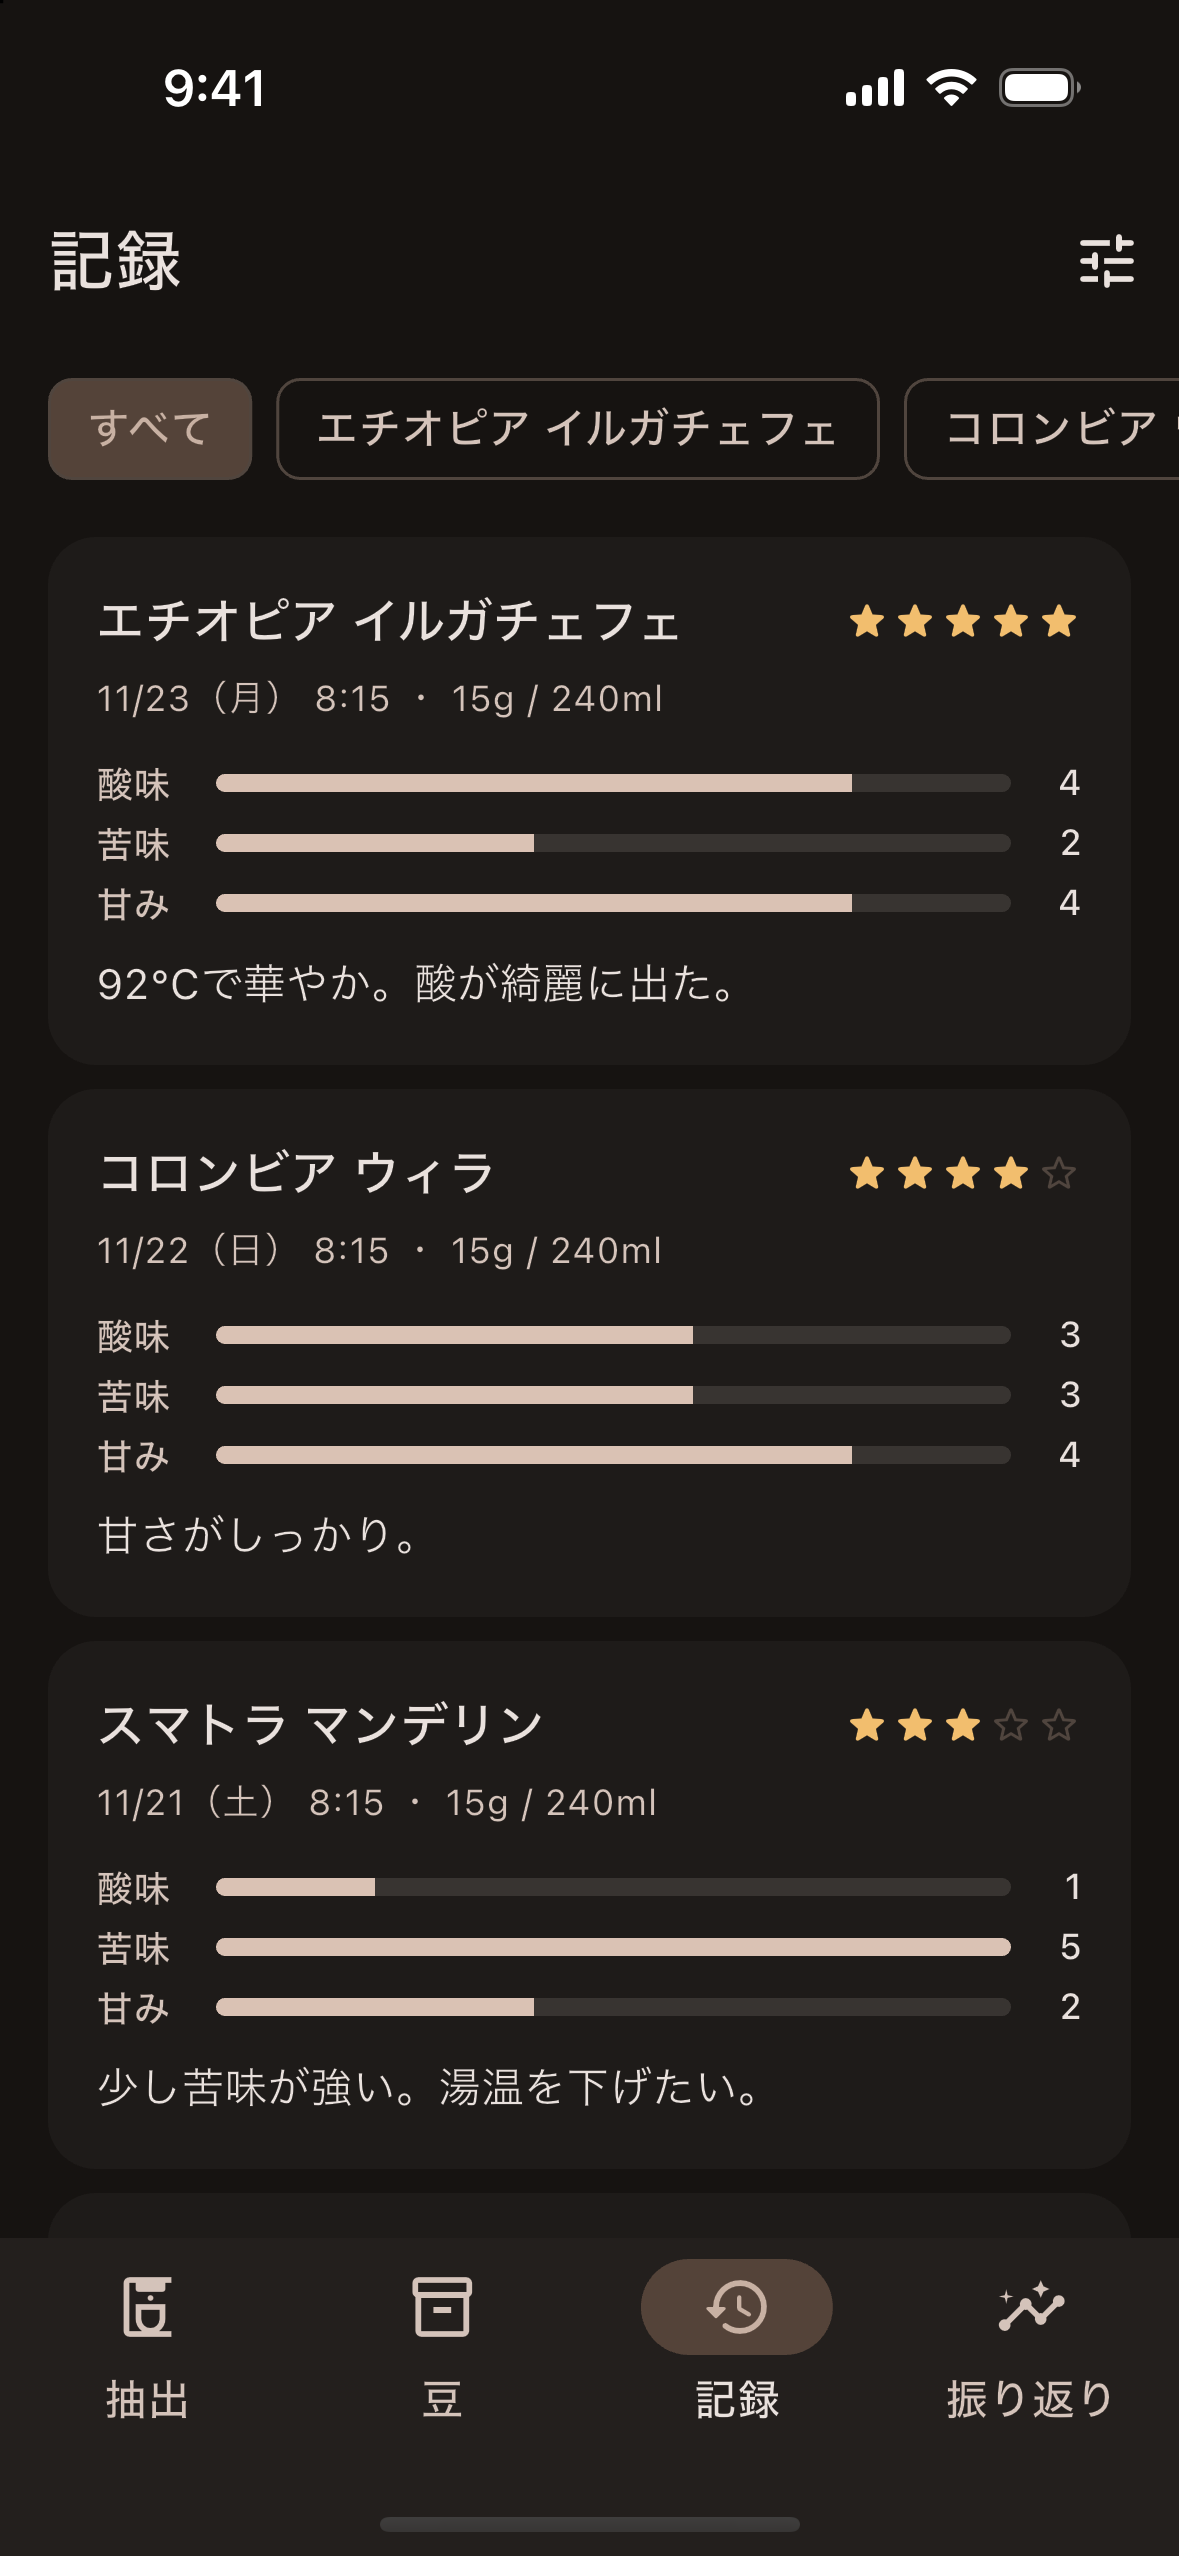 9:41
記録
すべて
エチオピア イルガチェフェ
コロンビア
エチオピア イルガチェフェ
11/23（月） 8:15 ・ 15g / 240ml
酸味 4
苦味 2
甘み 4
92°Cで華やか。酸が綺麗に出た。
コロンビア ウィラ
11/22（日） 8:15 ・ 15g / 240ml
酸味 3
苦味 3
甘み 4
甘さがしっかり。
スマトラ マンデリン
11/21（土） 8:15 ・ 15g / 240ml
酸味 1
苦味 5
甘み 2
少し苦味が強い。湯温を下げたい。
抽出
豆
記録
振り返り